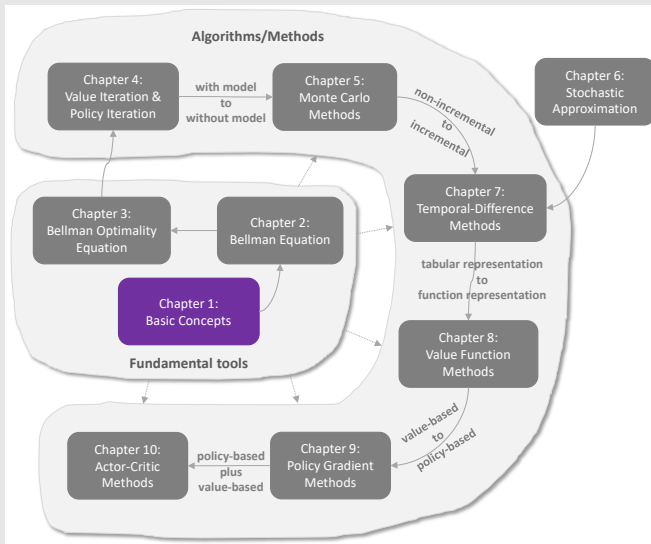 Algorithms/Methods
Chapter 4:
Value Iteration &
Policy Iteration
with model
to
without model
Chapter 5:
Monte Carlo
Methods
non-incremental
to
incremental
Chapter 6:
Stochastic
Approximation
Chapter 3:
Bellman Optimality
Equation
Chapter 2:
Bellman Equation
Chapter 7:
Temporal-Difference
Methods
tabular representation
to
function representation
Chapter 1:
Basic Concepts
Fundamental tools
Chapter 8:
Value Function
Methods
value-based
to
policy-based
Chapter 10:
Actor-Critic
Methods
policy-based
plus
value-based
Chapter 9:
Policy Gradient
Methods